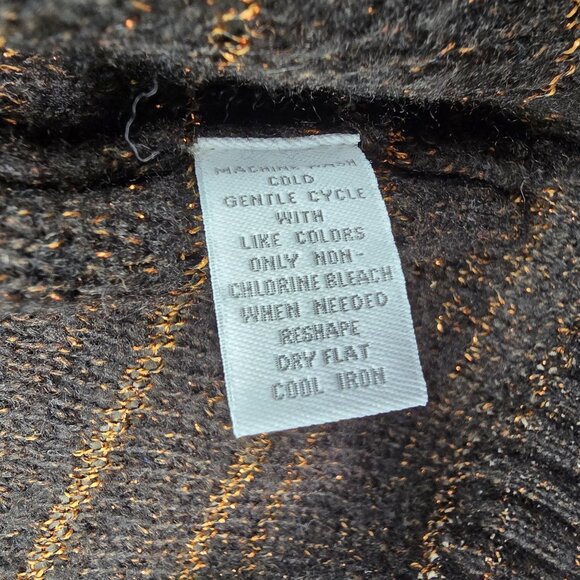 MACHINE WASH
COLD
GENTLE CYCLE
WITH
LIKE COLORS
ONLY NON-
CHLORINE BLEACH
WHEN NEEDED
RESHAPE
DRY FLAT
COOL IRON